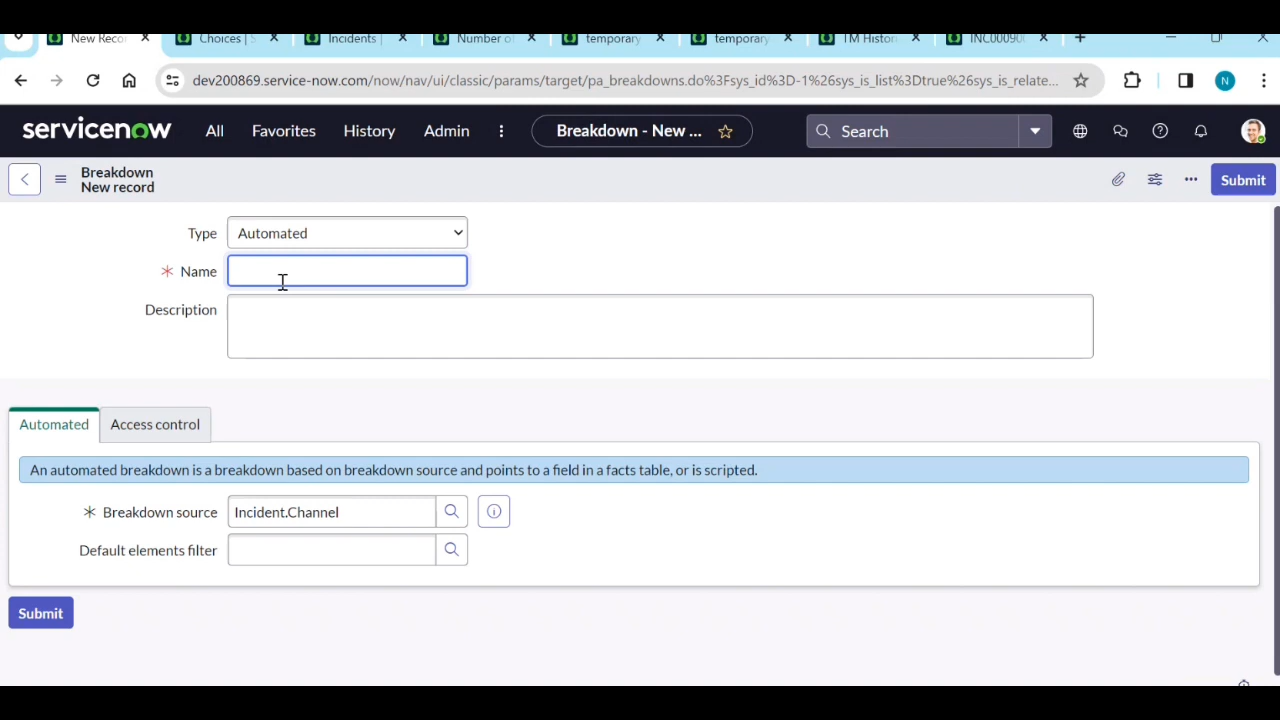 New Reco
Choices | S
Incidents |
Number of
temporary
temporary
TM Histor
INC00090
dev200869.service-now.com/now/nav/ui/classic/params/target/pa_breakdowns.do%3Fsys_id%3D-1%26sys_is_list%3Dtrue%26sys_is_relate...
N
servicenow
All
Favorites
History
Admin
Breakdown - New ...
Search
Breakdown
New record
Submit
Type
Automated
* Name
Description
Automated
Access control
An automated breakdown is a breakdown based on breakdown source and points to a field in a facts table, or is scripted.
* Breakdown source
Incident.Channel
Default elements filter
Submit